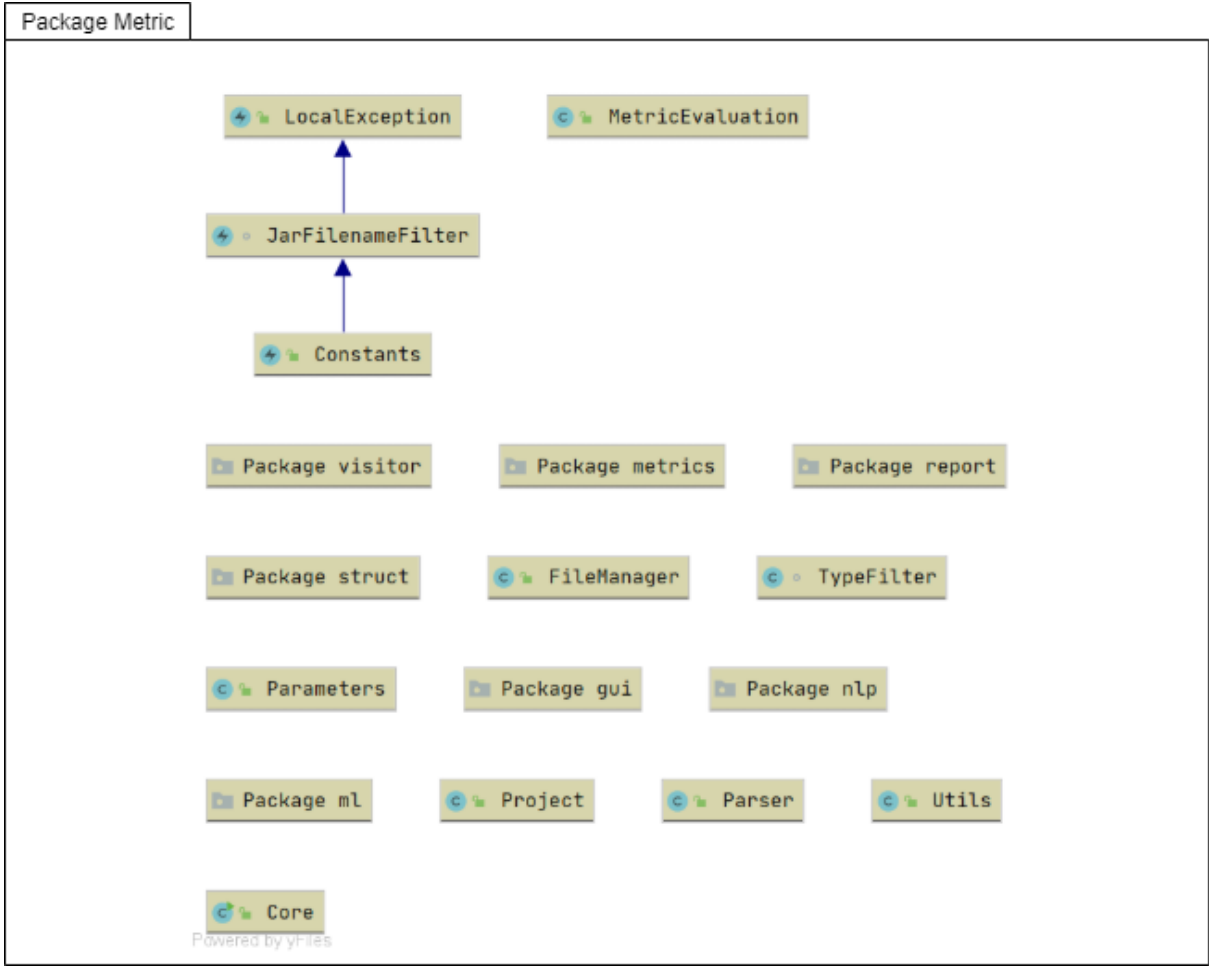 Package Metric
LocalException
MetricEvaluation
JarFilenameFilter
Constants
Package visitor
Package metrics
Package report
Package struct
FileManager
TypeFilter
Parameters
Package gui
Package nlp
Package ml
Project
Parser
Utils
Core
Powered by yFiles